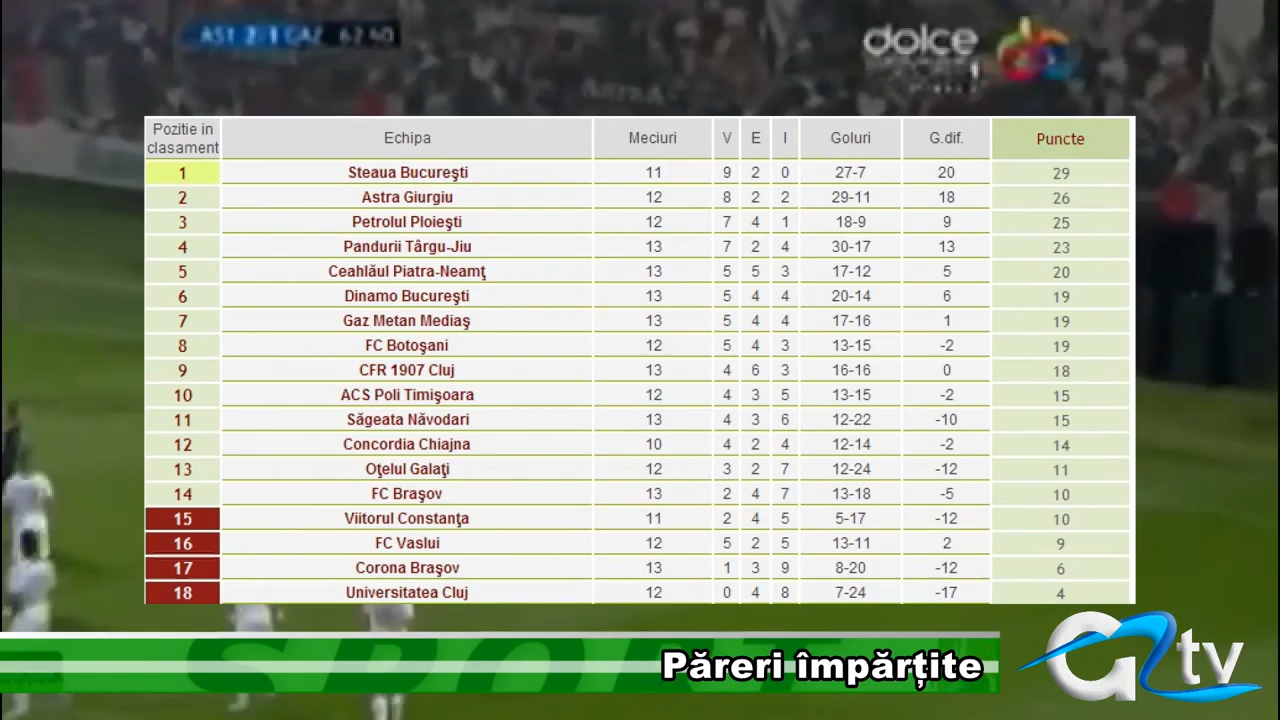 AST 2-1 GAZ 62:40
dolce
Pozitie in clasament Echipa Meciuri V E I Goluri G.dif. Puncte
1 Steaua Bucureşti 11 9 2 0 27-7 20 29
2 Astra Giurgiu 12 8 2 2 29-11 18 26
3 Petrolul Ploieşti 12 7 4 1 18-9 9 25
4 Pandurii Târgu-Jiu 13 7 2 4 30-17 13 23
5 Ceahlăul Piatra-Neamţ 13 5 5 3 17-12 5 20
6 Dinamo Bucureşti 13 5 4 4 20-14 6 19
7 Gaz Metan Mediaş 13 5 4 4 17-16 1 19
8 FC Botoşani 12 5 4 3 13-15 -2 19
9 CFR 1907 Cluj 13 4 6 3 16-16 0 18
10 ACS Poli Timişoara 12 4 3 5 13-15 -2 15
11 Săgeata Năvodari 13 4 3 6 12-22 -10 15
12 Concordia Chiajna 10 4 2 4 12-14 -2 14
13 Oţelul Galaţi 12 3 2 7 12-24 -12 11
14 FC Braşov 13 2 4 7 13-18 -5 10
15 Viitorul Constanţa 11 2 4 5 5-17 -12 10
16 FC Vaslui 12 5 2 5 13-11 2 9
17 Corona Braşov 13 1 3 9 8-20 -12 6
18 Universitatea Cluj 12 0 4 8 7-24 -17 4
SPORT
Păreri împărțite
G2 tv